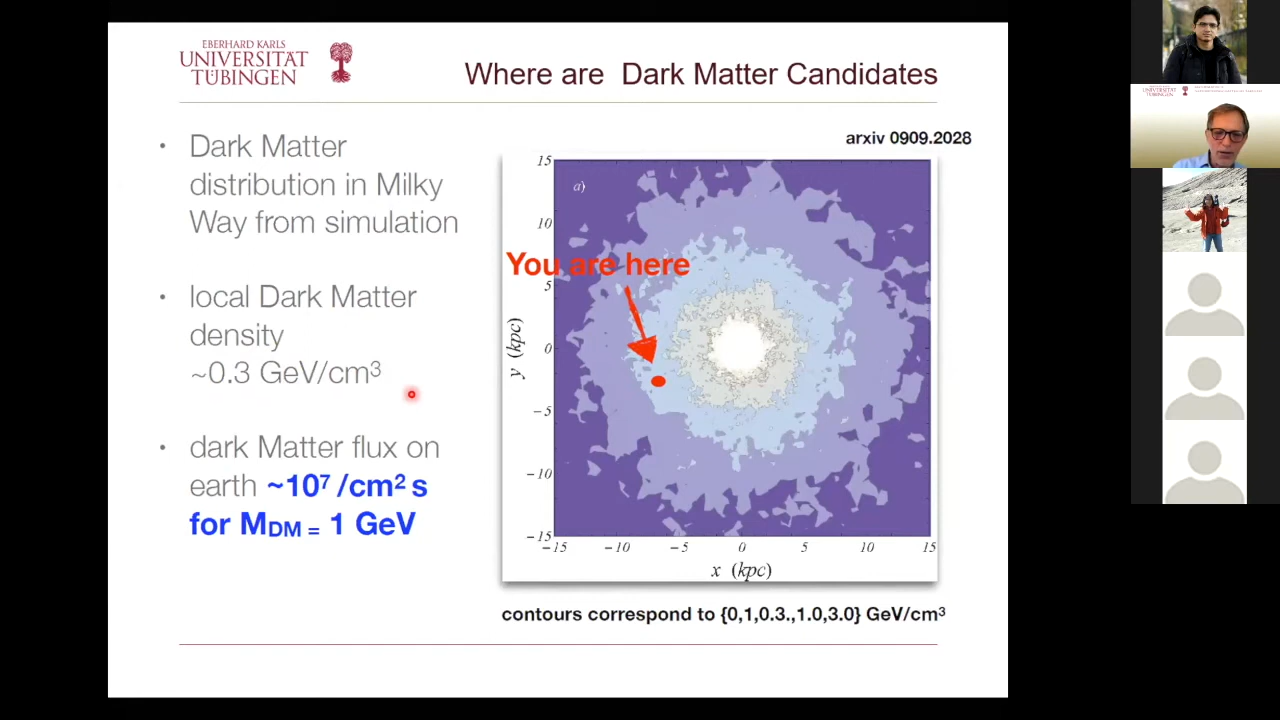 EBERHARD KARLS
UNIVERSITÄT
TÜBINGEN
Where are Dark Matter Candidates
• Dark Matter
distribution in Milky
Way from simulation
• local Dark Matter
density
~0.3 GeV/cm³
• dark Matter flux on
earth ~10⁷ /cm² s
for MDM = 1 GeV
arxiv 0909.2028
a)
You are here
15
10
5
0
−5
−10
−15
y (kpc)
−15 −10 −5 0 5 10 15
x (kpc)
contours correspond to {0,1,0.3.,1.0,3.0} GeV/cm³
UNIVERSITÄT
TÜBINGEN